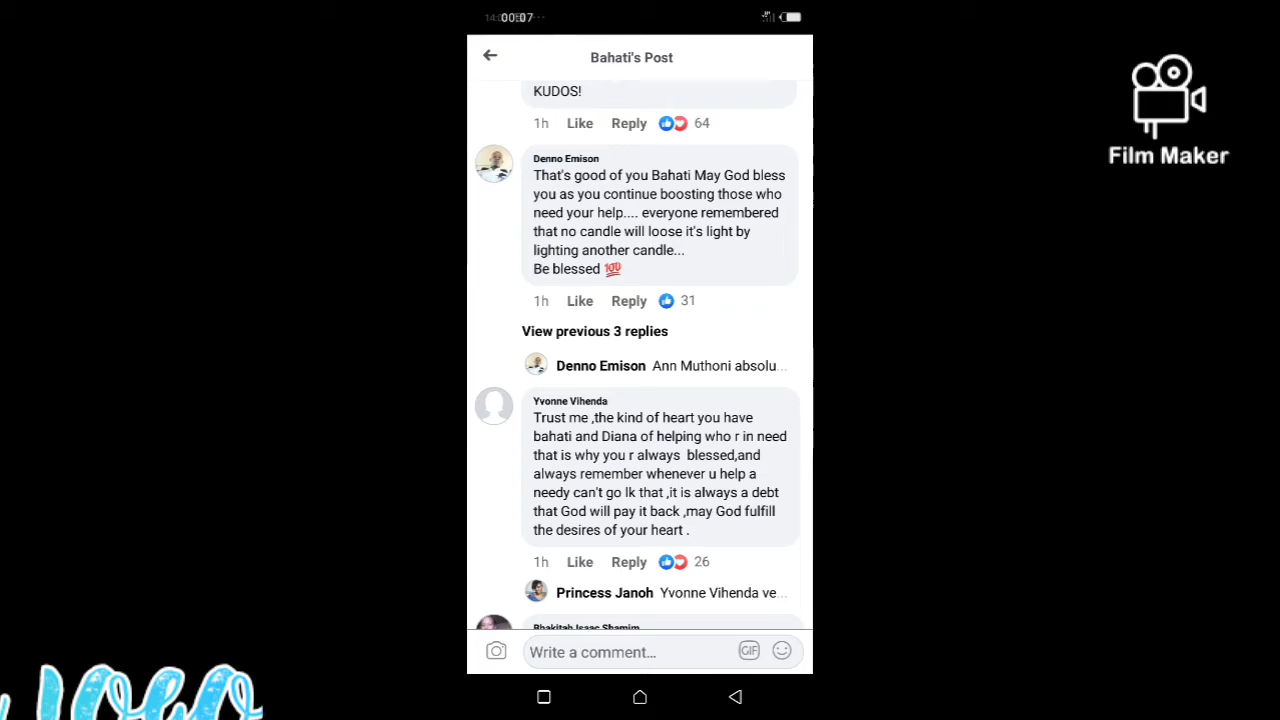 00:07
Bahati's Post
Film Maker
KUDOS!
1h Like Reply 64
Denno Emison
That's good of you Bahati May God bless
you as you continue boosting those who
need your help.... everyone remembered
that no candle will loose it's light by
lighting another candle...
Be blessed 💯
1h Like Reply 31
View previous 3 replies
Denno Emison Ann Muthoni absolu...
Yvonne Vihenda
Trust me ,the kind of heart you have
bahati and Diana of helping who r in need
that is why you r always blessed,and
always remember whenever u help a
needy can't go lk that ,it is always a debt
that God will pay it back ,may God fulfill
the desires of your heart .
1h Like Reply 26
Princess Janoh Yvonne Vihenda ve...
Bhakitah Isaac Shamim
Write a comment...
GIF